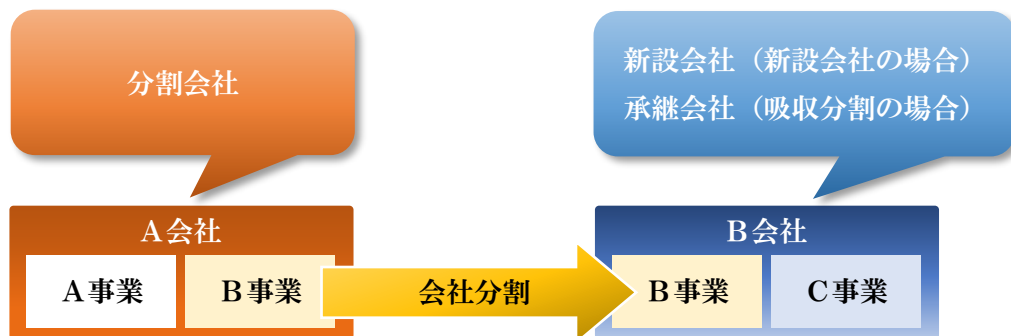 分割会社
新設会社（新設会社の場合）
承継会社（吸収分割の場合）
Ａ会社
Ｂ会社
Ａ事業
Ｂ事業
会社分割
Ｂ事業
Ｃ事業